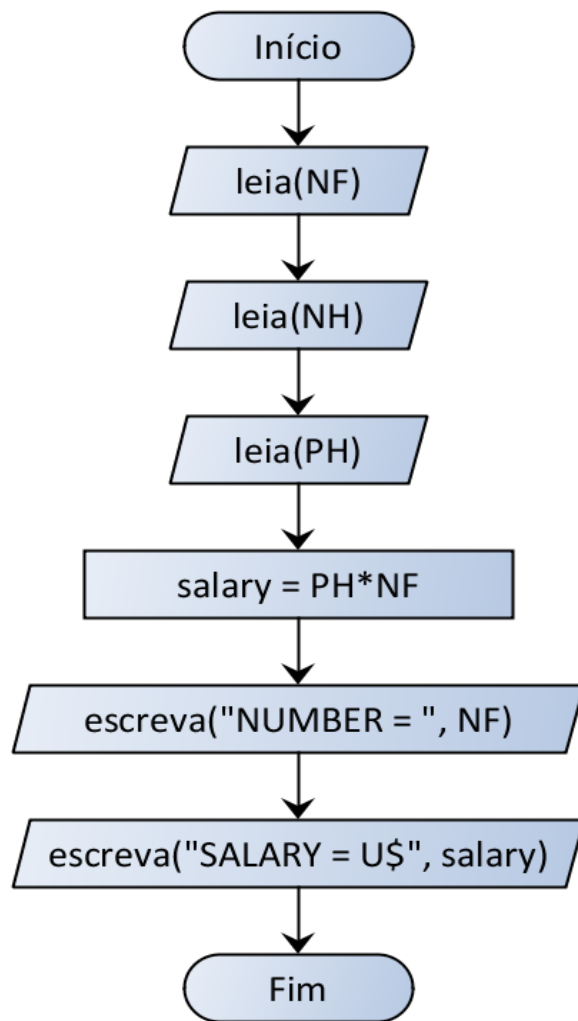 Início
leia(NF)
leia(NH)
leia(PH)
salary = PH*NF
escreva("NUMBER = ", NF)
escreva("SALARY = U$", salary)
Fim